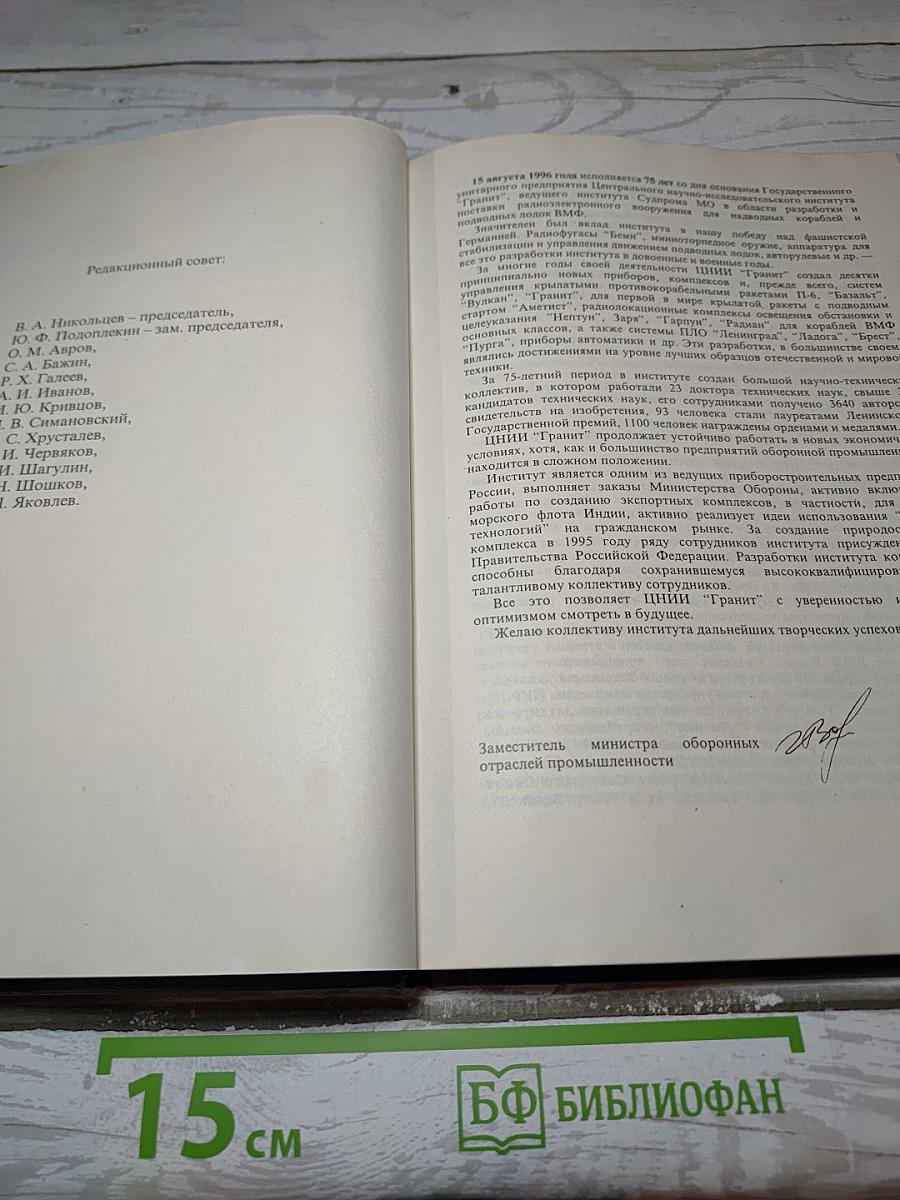 Редакционный совет:
В. А. Никольцев – председатель,
Ю. Ф. Подоплекин – зам. председателя,
О. М. Авров,
С. А. Бажин,
Р. Х. Галеев,
А. И. Иванов,
И. Ю. Кривцов,
В. Симановский,
С. Хрусталев,
И. Червяков,
И. Шагулин,
Н. Шошков,
Яковлев.
15 августа 1996 года исполняется 75 лет со дня основания Государственного
унитарного предприятия Центрального научно-исследовательского института
"Гранит", ведущего института Судпрома МО в области разработки и
поставки радиоэлектронного вооружения для надводных кораблей и
подводных лодок ВМФ.
Значителен был вклад института в нашу победу над фашистской
Германией. Радиофугасы "Беми", миниоторпедное оружие, аппаратура для
стабилизации и управления движением подводных лодок, авторулевые и др. —
все это разработки института в довоенные и военные годы.
За многие годы своей деятельности ЦНИИ "Гранит" создал десятки
принципиально новых приборов, комплексов и, прежде всего, систем
управления крылатыми противокорабельными ракетами П-6, "Базальт",
"Вулкан", "Гранит", для первой в мире крылатой ракеты с подводным
стартом "Аметист", радиолокационные комплексы освещения обстановки и
целеуказания "Нептун", Заря", "Гарпун", "Радиан" для кораблей ВМФ
основных классов, а также системы ПЛО "Ленинград", "Ладога", "Брест",
"Пурга", приборы автоматики и др. Эти разработки, в большинстве своем
являлись достижениями на уровне лучших образцов отечественной и мирово
техники.
За 75-летний период в институте создан большой научно-техническ
коллектив, в котором работали 23 доктора технических наук, свыше
кандидатов технических наук, его сотрудниками получено 3640 авторс
свидетельств на изобретения, 93 человека стали лауреатами Ленинско
Государственной премий, 1100 человек награждены орденами и медалями.
ЦНИИ "Гранит" продолжает устойчиво работать в новых экономич
условиях, хотя, как и большинство предприятий оборонной промышлен
находится в сложном положении.
Институт является одним из ведущих приборостроительных предп
России, выполняет заказы Министерства Обороны, активно вклю
работы по созданию экспортных комплексов, в частности, для
морского флота Индии, активно реализует идеи использования "
технологий" на гражданском рынке. За создание природос
комплекса в 1995 году ряду сотрудников института присужден
Правительства Российской Федерации. Разработки института ко
способны благодаря сохранившемуся высококвалифициров
талантливому коллективу сотрудников.
Все это позволяет ЦНИИ "Гранит" с уверенностью и
оптимизмом смотреть в будущее.
Желаю коллективу института дальнейших творческих успехов
Заместитель министра оборонных
отраслей промышленности
15 см
БФ БИБЛИОФАН